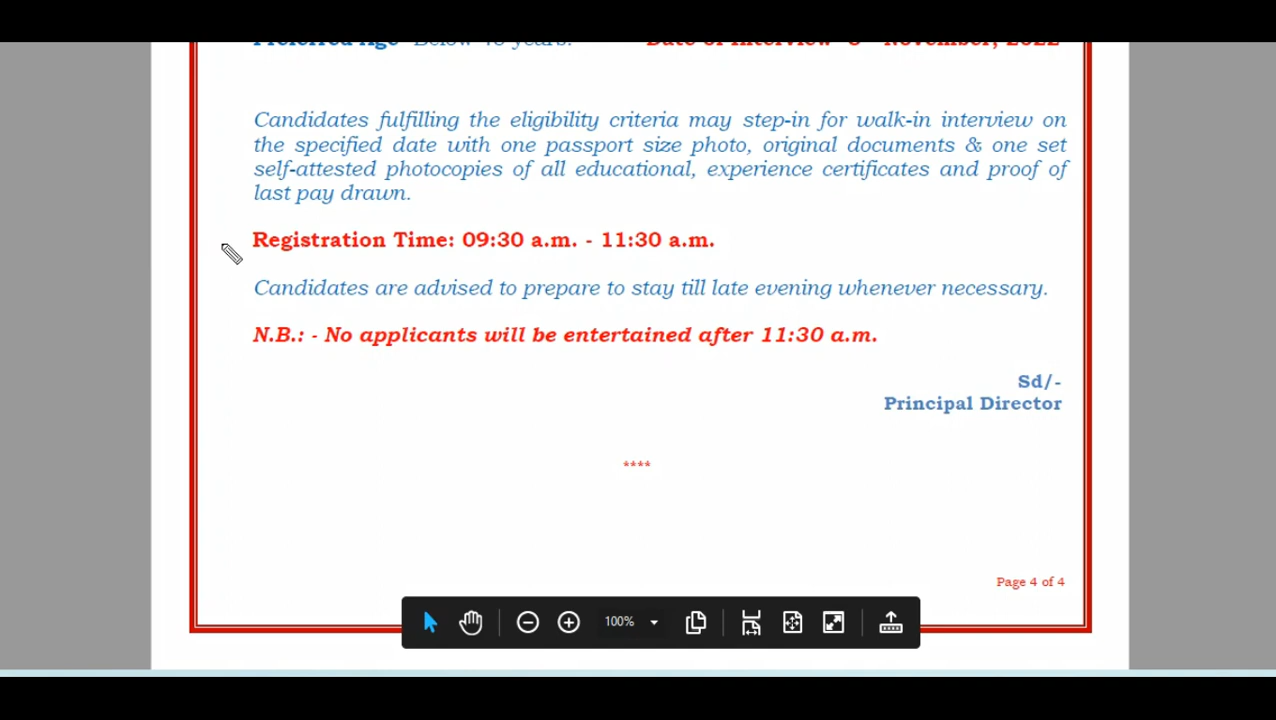 Preferred Age
Candidates fulfilling the eligibility criteria may step-in for walk-in interview on
the specified date with one passport size photo, original documents & one set
self-attested photocopies of all educational, experience certificates and proof of
last pay drawn.
Registration Time: 09:30 a.m. - 11:30 a.m.
Candidates are advised to prepare to stay till late evening whenever necessary.
N.B.: - No applicants will be entertained after 11:30 a.m.
Sd/-
Principal Director
****
Page 4 of 4
100%